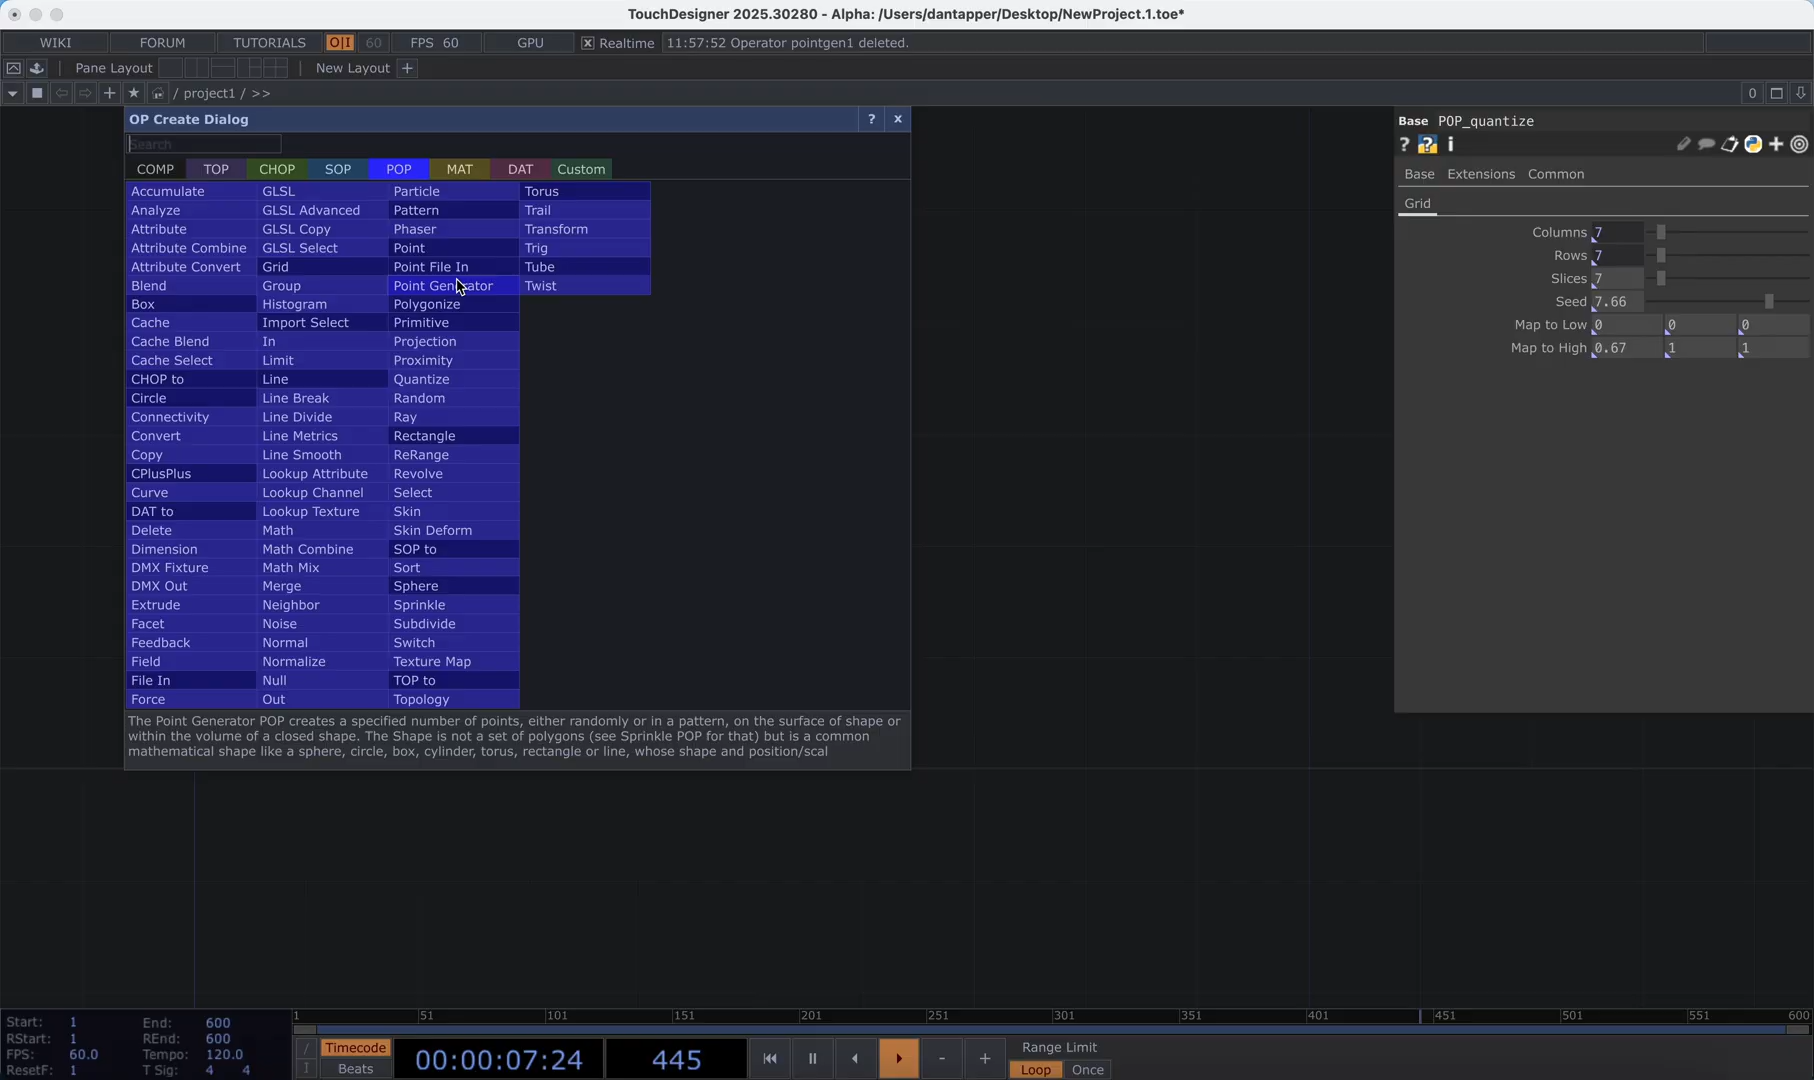 TouchDesigner 2025.30280 - Alpha: /Users/dantapper/Desktop/NewProject.1.toe*
WIKI FORUM TUTORIALS O|I 60 FPS 60 GPU x Realtime 11:57:52 Operator pointgen1 deleted.
Pane Layout New Layout +
/ project1 / >> 0
OP Create Dialog ? x
Search
COMP TOP CHOP SOP POP MAT DAT Custom
Accumulate GLSL Particle Torus
Analyze GLSL Advanced Pattern Trail
Attribute GLSL Copy Phaser Transform
Attribute Combine GLSL Select Point Trig
Attribute Convert Grid Point File In Tube
Blend Group Point Generator Twist
Box Histogram Polygonize
Cache Import Select Primitive
Cache Blend In Projection
Cache Select Limit Proximity
CHOP to Line Quantize
Circle Line Break Random
Connectivity Line Divide Ray
Convert Line Metrics Rectangle
Copy Line Smooth ReRange
CPlusPlus Lookup Attribute Revolve
Curve Lookup Channel Select
DAT to Lookup Texture Skin
Delete Math Skin Deform
Dimension Math Combine SOP to
DMX Fixture Math Mix Sort
DMX Out Merge Sphere
Extrude Neighbor Sprinkle
Facet Noise Subdivide
Feedback Normal Switch
Field Normalize Texture Map
File In Null TOP to
Force Out Topology
The Point Generator POP creates a specified number of points, either randomly or in a pattern, on the surface of shape or
within the volume of a closed shape. The Shape is not a set of polygons (see Sprinkle POP for that) but is a common
mathematical shape like a sphere, circle, box, cylinder, torus, rectangle or line, whose shape and position/scal
Base POP_quantize
? ? i
Base Extensions Common
Grid
Columns 7
Rows 7
Slices 7
Seed 7.66
Map to Low 0 0 0
Map to High 0.67 1 1
1 51 101 151 201 251 301 351 401 451 501 551 600
Start: 1 End: 600
RStart: 1 REnd: 600
FPS: 60.0 Tempo: 120.0
ResetF: 1 T Sig: 4 4
/ I
Timecode
Beats
00:00:07:24 445 - +
Range Limit
Loop Once